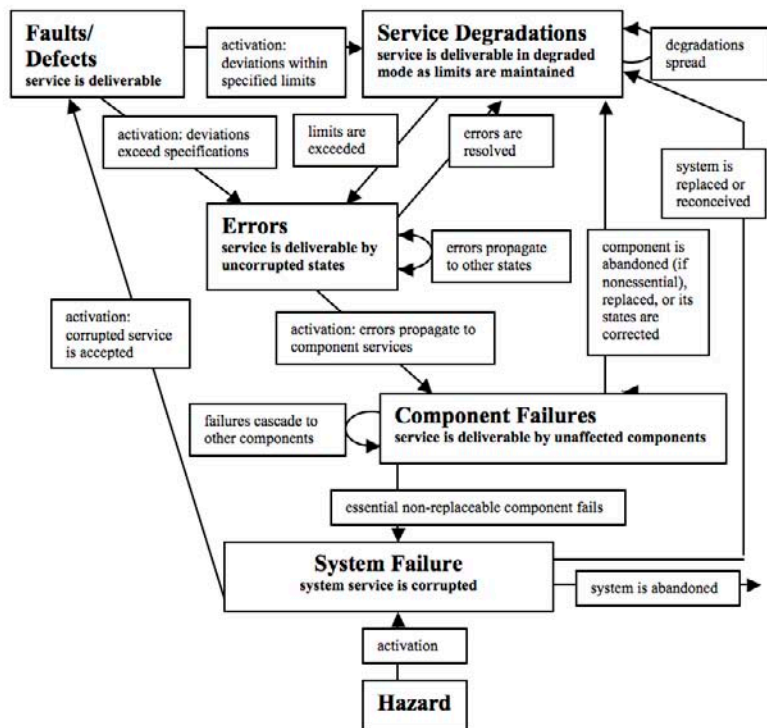 Faults/
Defects
service is deliverable
activation:
deviations within
specified limits
Service Degradations
service is deliverable in degraded
mode as limits are maintained
degradations
spread
activation: deviations
exceed specifications
limits are
exceeded
errors are
resolved
system is
replaced or
reconceived
Errors
service is deliverable by
uncorrupted states
errors propagate
to other states
component is
abandoned (if
nonessential),
replaced, or its
states are
corrected
activation:
corrupted service
is accepted
activation: errors propagate to
component services
failures cascade to
other components
Component Failures
service is deliverable by unaffected components
essential non-replaceable component fails
System Failure
system service is corrupted
system is abandoned
activation
Hazard